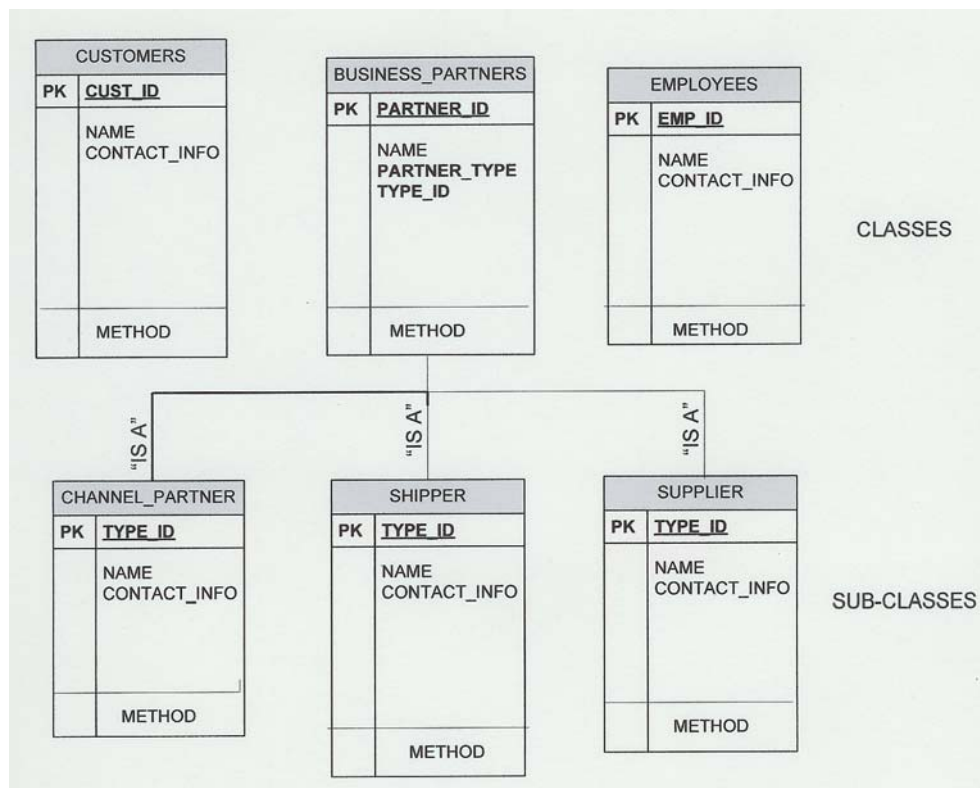 CUSTOMERS
PK CUST_ID
NAME
CONTACT_INFO
METHOD
BUSINESS_PARTNERS
PK PARTNER_ID
NAME
PARTNER_TYPE
TYPE_ID
METHOD
EMPLOYEES
PK EMP_ID
NAME
CONTACT_INFO
METHOD
CLASSES
“IS A”
“IS A”
“IS A”
CHANNEL_PARTNER
PK TYPE_ID
NAME
CONTACT_INFO
METHOD
SHIPPER
PK TYPE_ID
NAME
CONTACT_INFO
METHOD
SUPPLIER
PK TYPE_ID
NAME
CONTACT_INFO
METHOD
SUB-CLASSES